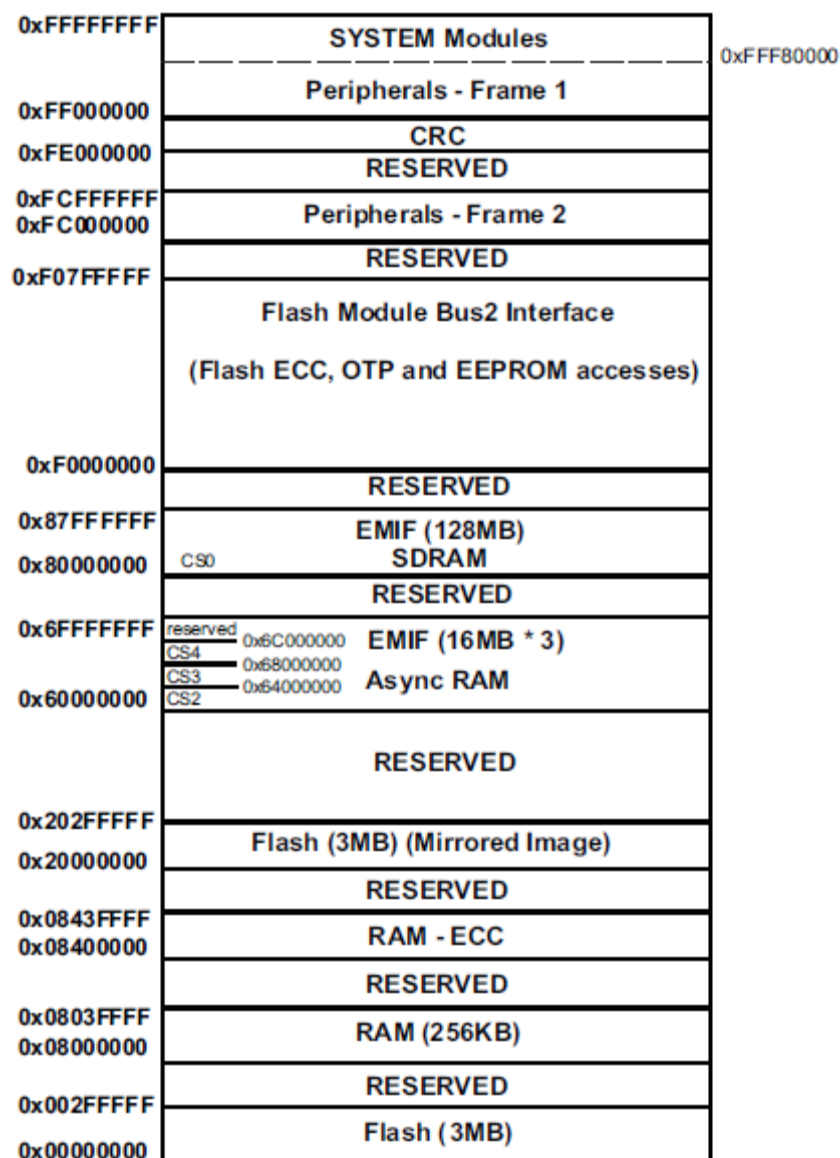 0xFFFFFFFF
SYSTEM Modules
0xFFF80000
Peripherals - Frame 1
0xFF000000
CRC
0xFE000000
RESERVED
0xFCFFFFFF
Peripherals - Frame 2
0xFC000000
RESERVED
0xF07FFFFF
Flash Module Bus2 Interface
(Flash ECC, OTP and EEPROM accesses)
0xF0000000
RESERVED
0x87FFFFFF
EMIF (128MB)
0x80000000
CS0
SDRAM
RESERVED
0x6FFFFFFF
reserved
0x6C000000
EMIF (16MB * 3)
CS4
0x68000000
CS3
Async RAM
0x64000000
0x60000000
CS2
RESERVED
0x202FFFFF
Flash (3MB) (Mirrored Image)
0x20000000
RESERVED
0x0843FFFF
RAM - ECC
0x08400000
RESERVED
0x0803FFFF
RAM (256KB)
0x08000000
RESERVED
0x002FFFFF
Flash (3MB)
0x00000000